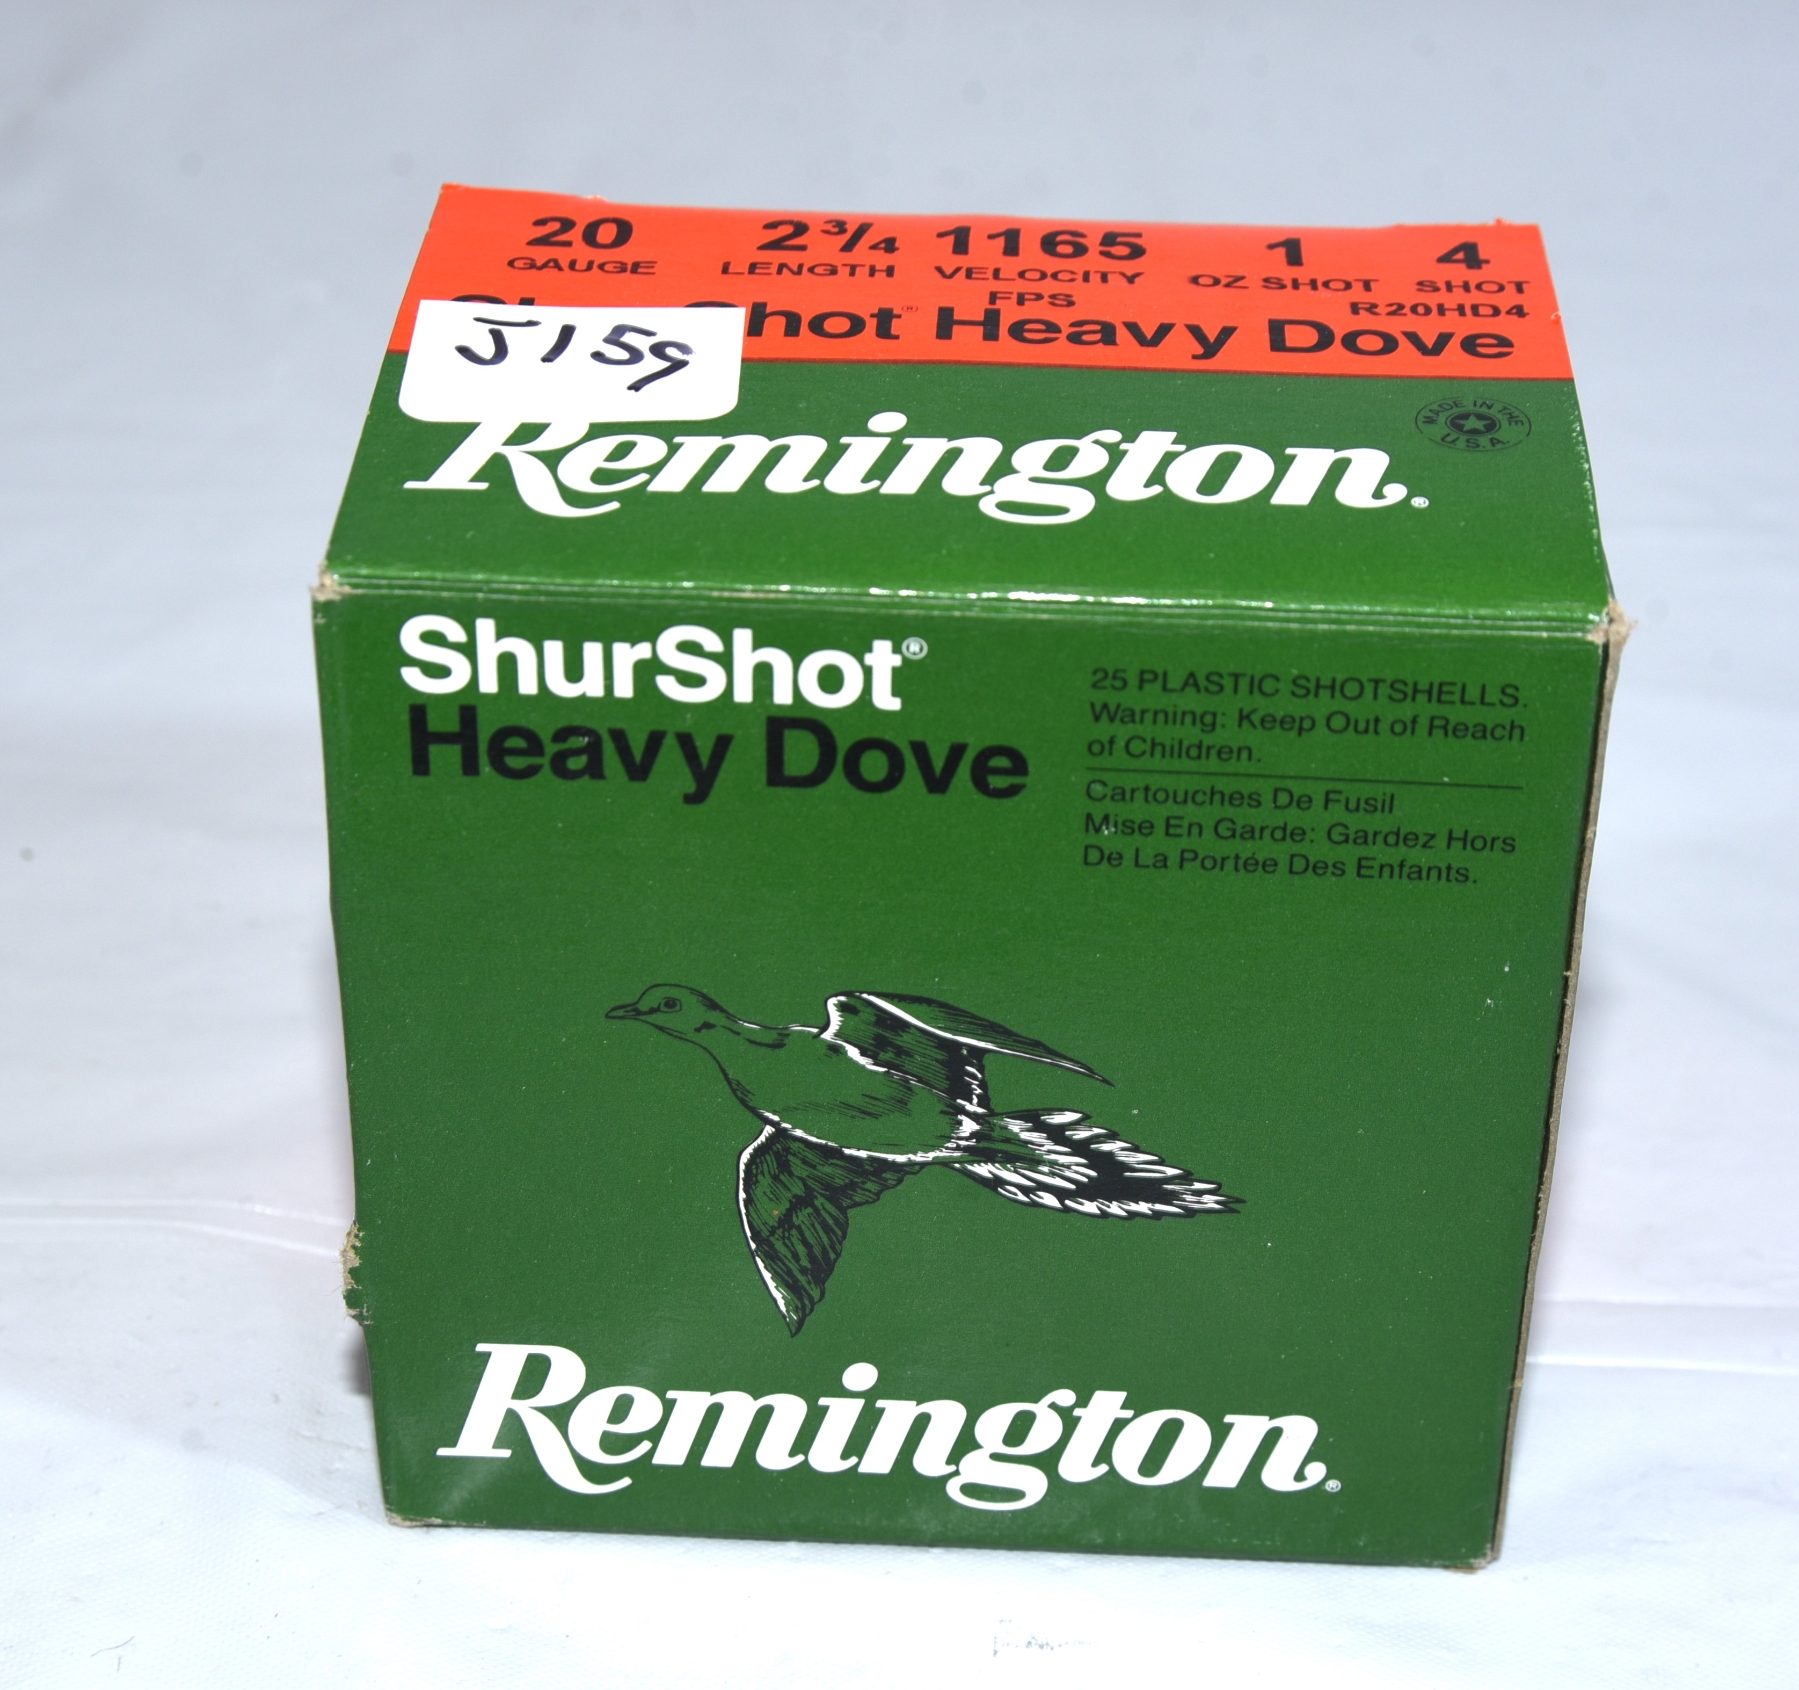 20 2 3/4 1165 1 4
GAUGE LENGTH VELOCITY OZ SHOT SHOT
FPS R20HD4
hot® Heavy Dove
J159
Remington®
MADE IN THE U.S.A.
ShurShot®
Heavy Dove
25 PLASTIC SHOTSHELLS.
Warning: Keep Out of Reach
of Children.
Cartouches De Fusil
Mise En Garde: Gardez Hors
De La Portée Des Enfants.
Remington®